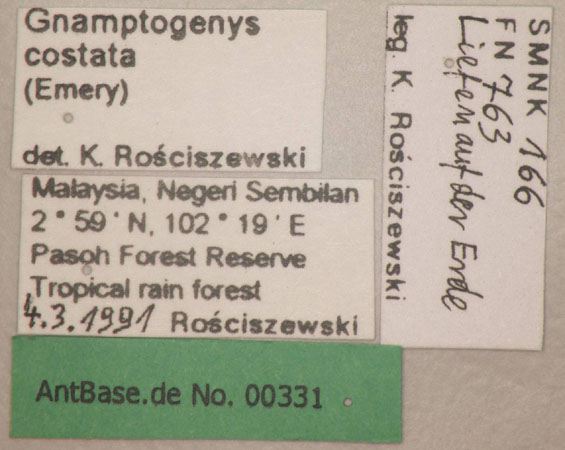 Gnamptogenys
costata
(Emery)
det. K. Rościszewski
Malaysia, Negeri Sembilan
2° 59' N, 102° 19' E
Pasoh Forest Reserve
Tropical rain forest
4.3.1991 Rościszewski
AntBase.de No. 00331
SMNK 166
FN 763
Liefen auf der Erde
leg. K. Rościszewski